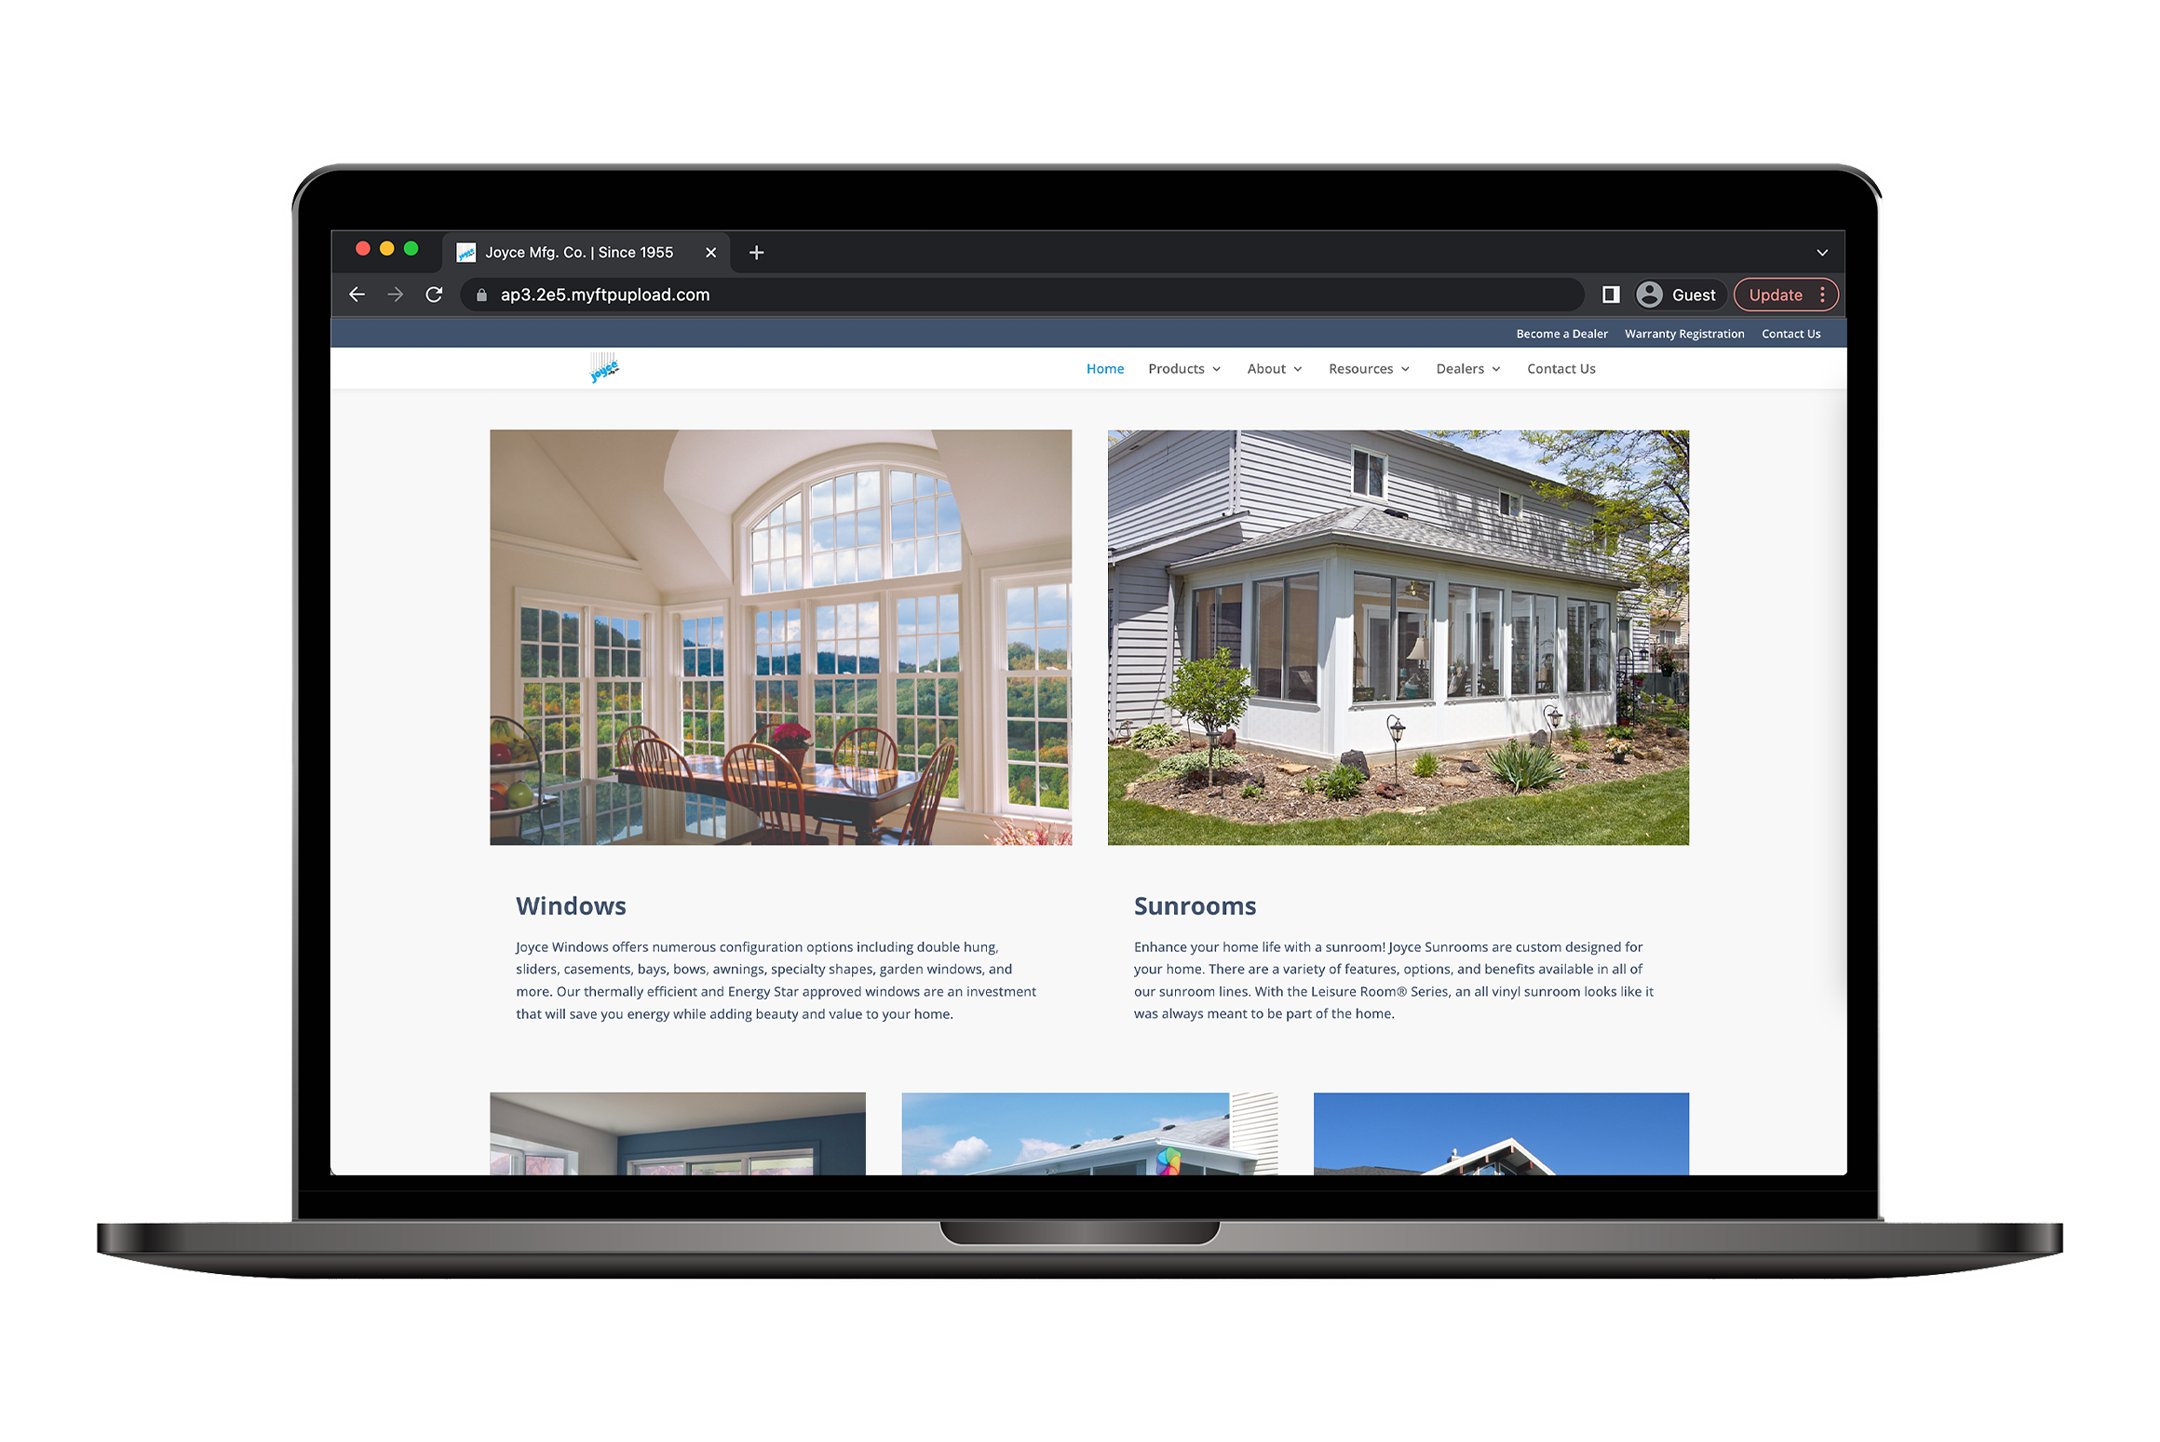 Joyce Mfg. Co. | Since 1955
ap3.2e5.myftpupload.com
Guest
Update
Become a Dealer Warranty Registration Contact Us
Joyce
Home Products About Resources Dealers Contact Us
Windows
Joyce Windows offers numerous configuration options including double hung,
sliders, casements, bays, bows, awnings, specialty shapes, garden windows, and
more. Our thermally efficient and Energy Star approved windows are an investment
that will save you energy while adding beauty and value to your home.
Sunrooms
Enhance your home life with a sunroom! Joyce Sunrooms are custom designed for
your home. There are a variety of features, options, and benefits available in all of
our sunroom lines. With the Leisure Room® Series, an all vinyl sunroom looks like it
was always meant to be part of the home.